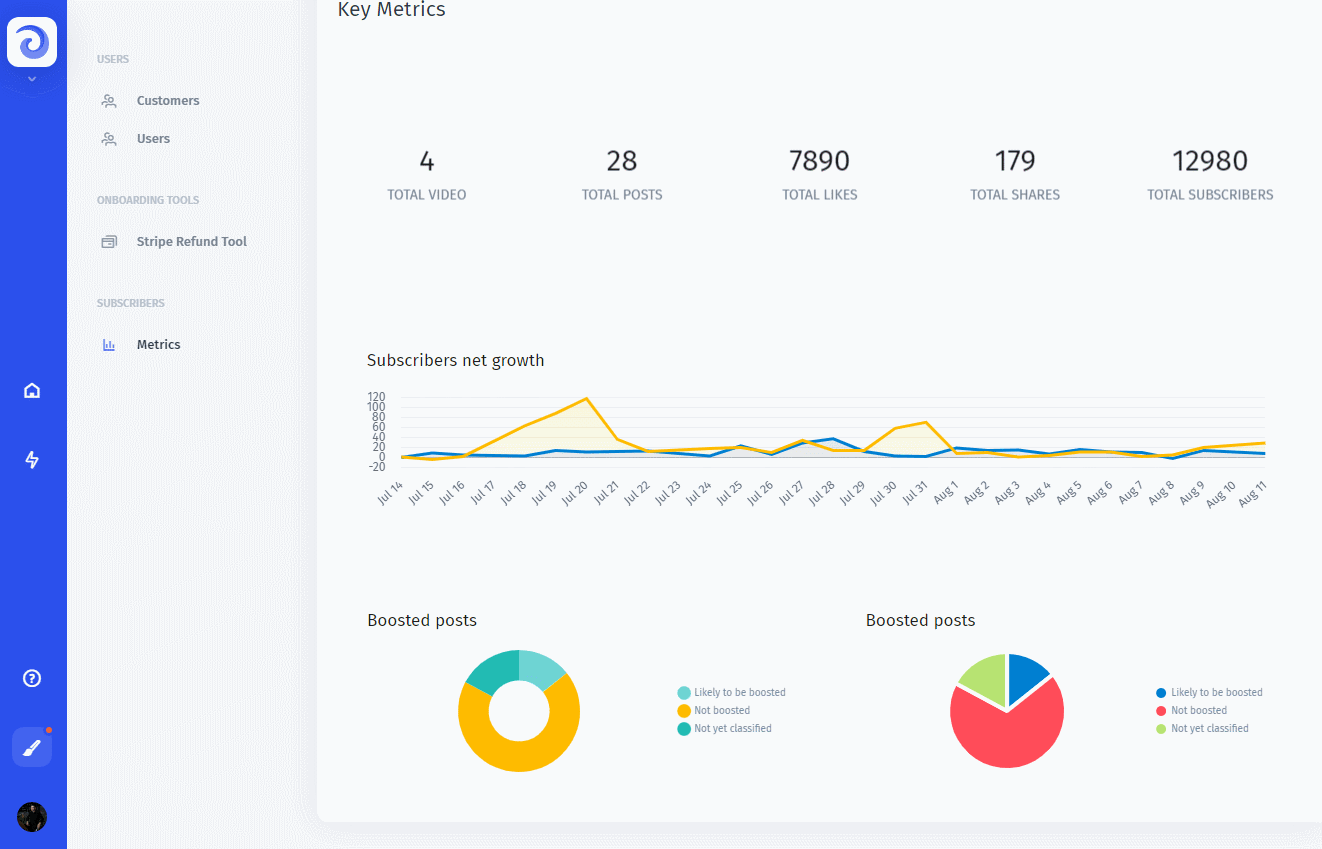 Key Metrics
USERS
Customers
Users
ONBOARDING TOOLS
Stripe Refund Tool
SUBSCRIBERS
Metrics
4
TOTAL VIDEO
28
TOTAL POSTS
7890
TOTAL LIKES
179
TOTAL SHARES
12980
TOTAL SUBSCRIBERS
Subscribers net growth
120
100
80
60
40
20
0
-20
Jul 14
Jul 15
Jul 16
Jul 17
Jul 18
Jul 19
Jul 20
Jul 21
Jul 22
Jul 23
Jul 24
Jul 25
Jul 26
Jul 27
Jul 28
Jul 29
Jul 30
Jul 31
Aug 1
Aug 2
Aug 3
Aug 4
Aug 5
Aug 6
Aug 7
Aug 8
Aug 9
Aug 10
Aug 11
Boosted posts
Likely to be boosted
Not boosted
Not yet classified
Boosted posts
Likely to be boosted
Not boosted
Not yet classified